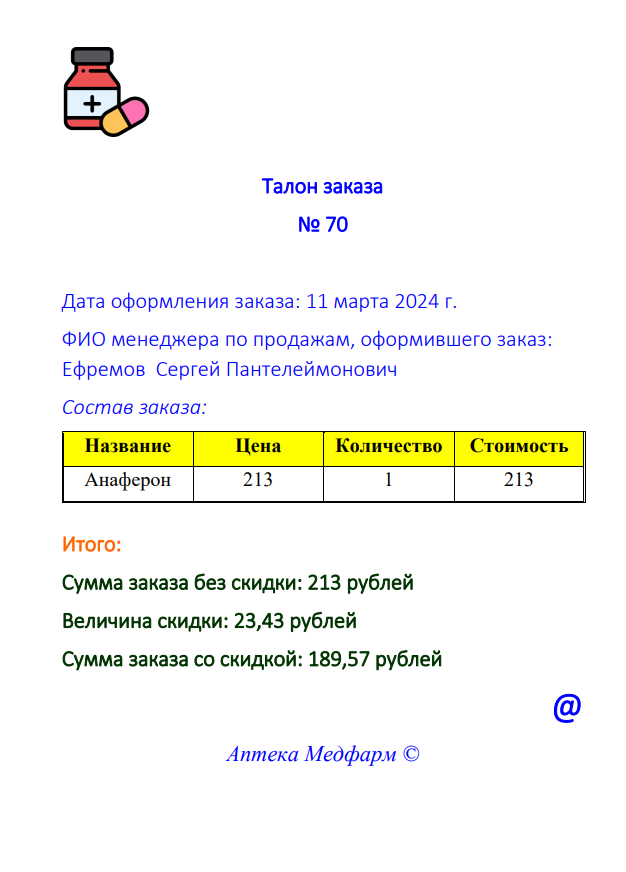 Талон заказа
№ 70
Дата оформления заказа: 11 марта 2024 г.
ФИО менеджера по продажам, оформившего заказ:
Ефремов  Сергей Пантелеймонович
Состав заказа:
Название Цена Количество Стоимость
Анаферон 213 1 213
Итого:
Сумма заказа без скидки: 213 рублей
Величина скидки: 23,43 рублей
Сумма заказа со скидкой: 189,57 рублей
@
Аптека Медфарм ©